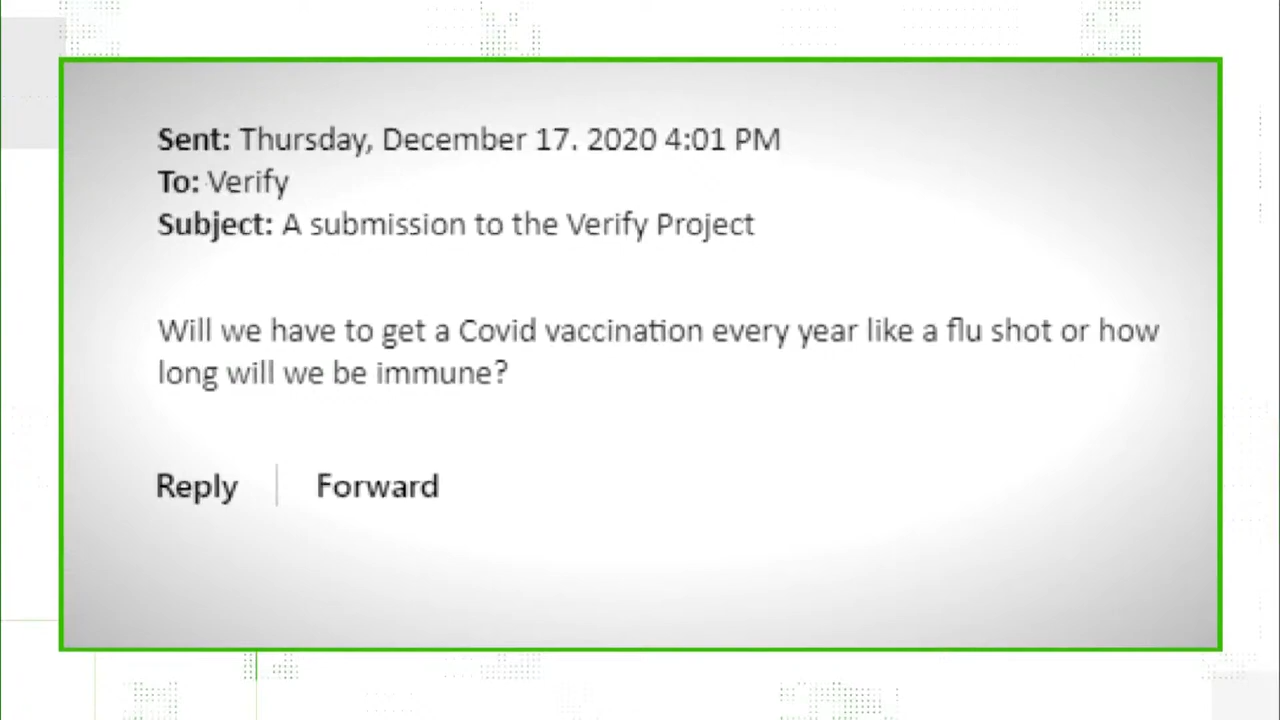 Sent: Thursday, December 17. 2020 4:01 PM
To: Verify
Subject: A submission to the Verify Project
Will we have to get a Covid vaccination every year like a flu shot or how
long will we be immune?
Reply | Forward